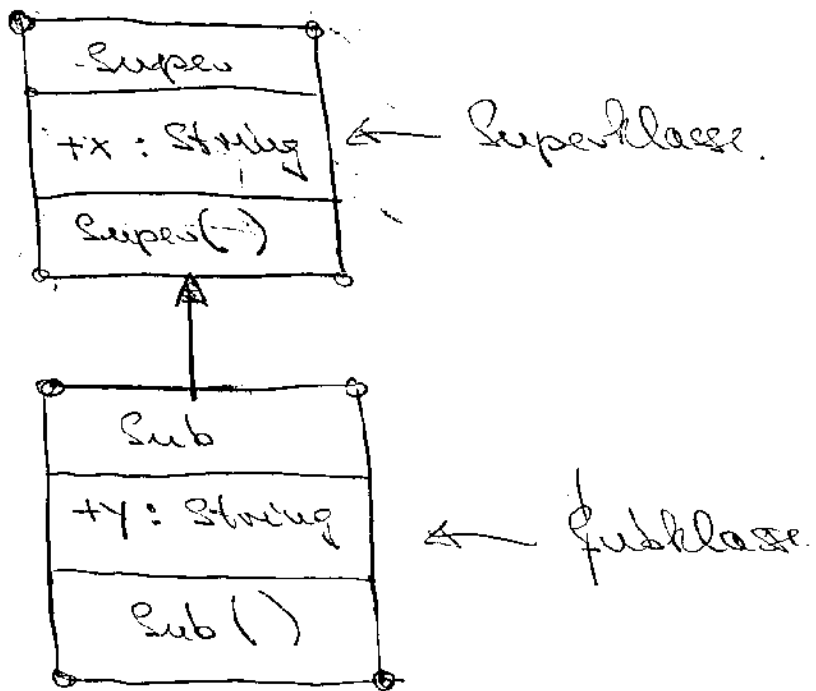 Super
+x : String
Superklasse.
Super(-)
Sub
+y : String
Subklasse.
Sub ( )